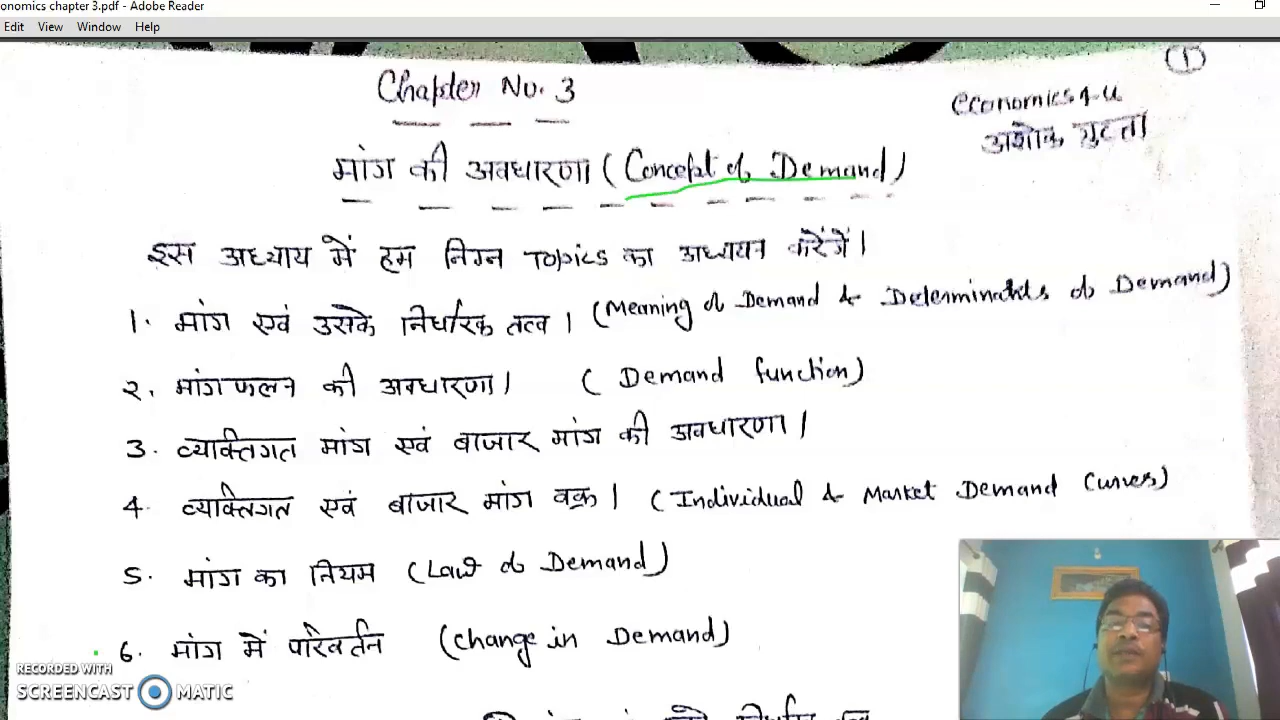 onomics chapter 3.pdf - Adobe Reader
Edit View Window Help
1
Chapter No. 3
economics 4 u
अशोक गुप्ता
मांग की अवधारणा (Concept of Demand)
इस अध्याय में हम निम्न Topics का अध्ययन करेंगें।
1. मांग एवं उसके निर्धारक तत्व। (Meaning of Demand & Determinants of Demand)
2. मांगफलन की अवधारणा। (Demand function)
3. व्यक्तिगत मांग एवं बाजार मांग की अवधारणा।
4. व्यक्तिगत एवं बाजार मांग वक्र। (Individual & Market Demand Curves)
5. मांग का नियम (Law of Demand)
6. मांग में परिवर्तन (change in Demand)
RECORDED WITH
SCREENCAST MATIC